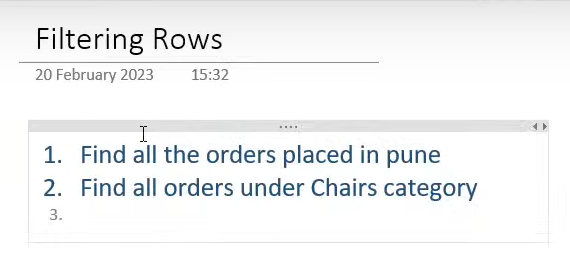 Filtering Rows
20 February 2023 15:32
1. Find all the orders placed in pune
2. Find all orders under Chairs category
3.